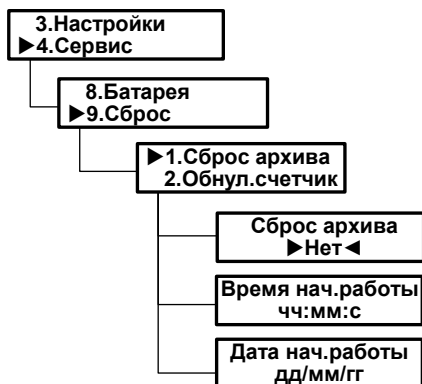 3.Настройки
▶4.Сервис
8.Батарея
▶9.Сброс
▶1.Сброс архива
2.Обнул.счетчик
Сброс архива
▶Нет◀
Время нач.работы
чч:мм:с
Дата нач.работы
дд/мм/гг